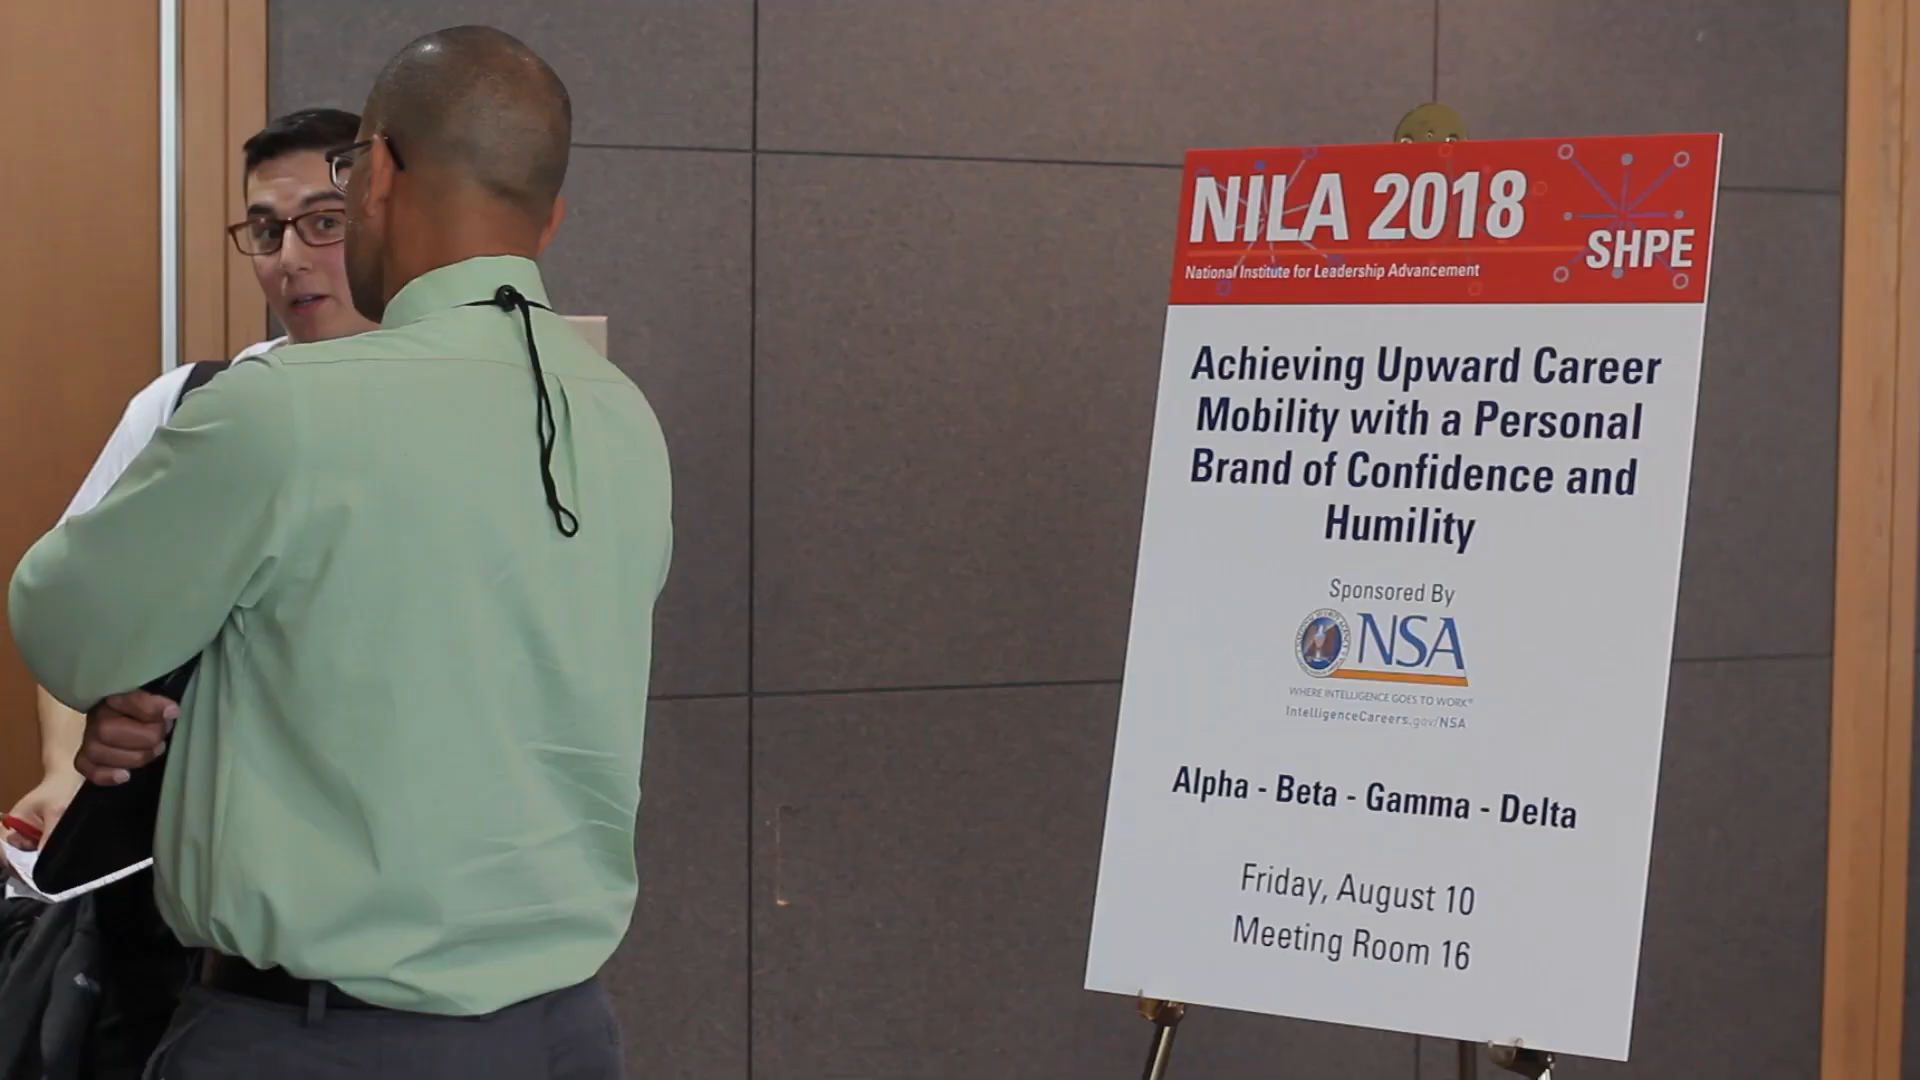 NILA 2018
SHPE
National Institute for Leadership Advancement
Achieving Upward Career
Mobility with a Personal
Brand of Confidence and
Humility
Sponsored By
NSA
WHERE INTELLIGENCE GOES TO WORK®
IntelligenceCareers.gov/NSA
Alpha - Beta - Gamma - Delta
Friday, August 10
Meeting Room 16